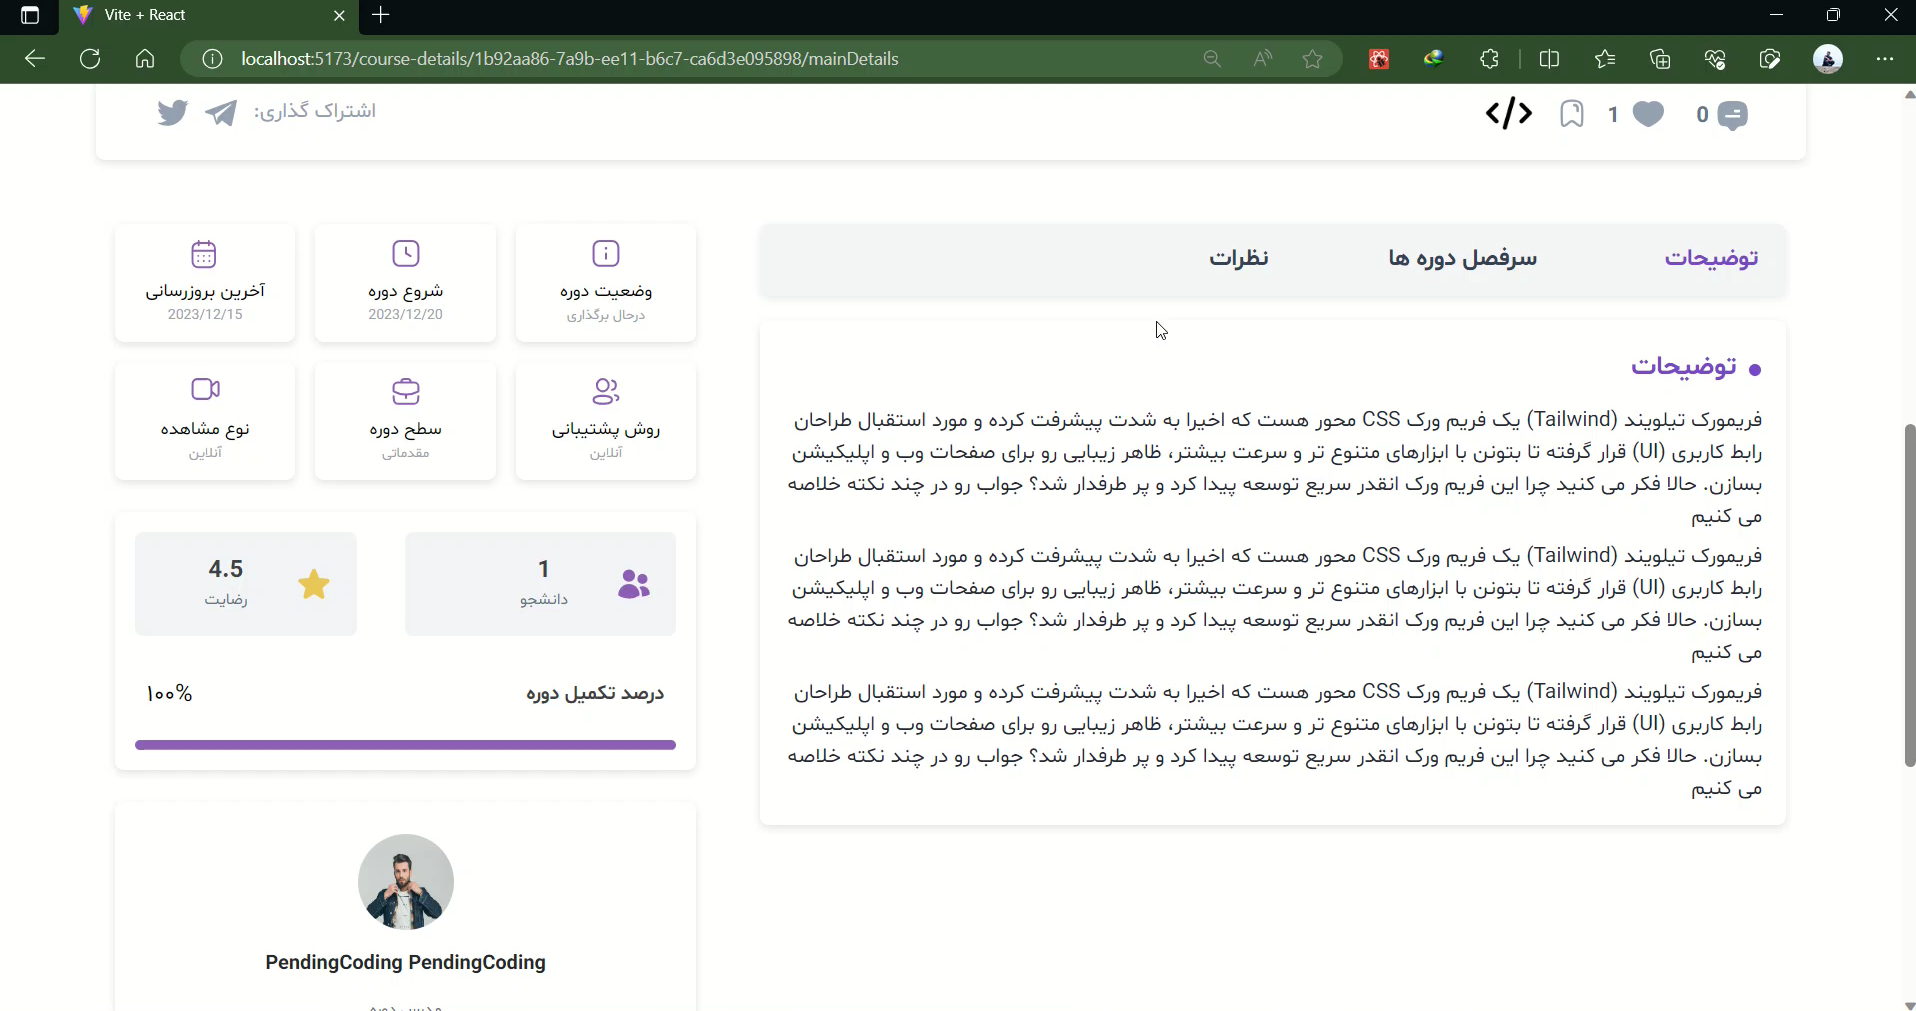 Vite + React
localhost:5173/course-details/1b92aa86-7a9b-ee11-b6c7-ca6d3e095898/mainDetails
0
1
</>
اشتراک گذاری:
توضیحات
سرفصل دوره ها
نظرات
توضیحات
فریمورک تیلویند (Tailwind) یک فریم ورک CSS محور هست که اخیرا به شدت پیشرفت کرده و مورد استقبال طراحان
رابط کاربری (UI) قرار گرفته تا بتونن با ابزارهای متنوع تر و سرعت بیشتر، ظاهر زیبایی رو برای صفحات وب و اپلیکیشن
بسازن. حالا فکر می کنید چرا این فریم ورک انقدر سریع توسعه پیدا کرد و پر طرفدار شد؟ جواب رو در چند نکته خلاصه
می کنیم
فریمورک تیلویند (Tailwind) یک فریم ورک CSS محور هست که اخیرا به شدت پیشرفت کرده و مورد استقبال طراحان
رابط کاربری (UI) قرار گرفته تا بتونن با ابزارهای متنوع تر و سرعت بیشتر، ظاهر زیبایی رو برای صفحات وب و اپلیکیشن
بسازن. حالا فکر می کنید چرا این فریم ورک انقدر سریع توسعه پیدا کرد و پر طرفدار شد؟ جواب رو در چند نکته خلاصه
می کنیم
فریمورک تیلویند (Tailwind) یک فریم ورک CSS محور هست که اخیرا به شدت پیشرفت کرده و مورد استقبال طراحان
رابط کاربری (UI) قرار گرفته تا بتونن با ابزارهای متنوع تر و سرعت بیشتر، ظاهر زیبایی رو برای صفحات وب و اپلیکیشن
بسازن. حالا فکر می کنید چرا این فریم ورک انقدر سریع توسعه پیدا کرد و پر طرفدار شد؟ جواب رو در چند نکته خلاصه
می کنیم
وضعیت دوره
درحال برگذاری
شروع دوره
2023/12/20
آخرین بروزرسانی
2023/12/15
روش پشتیبانی
آنلاین
سطح دوره
مقدماتی
نوع مشاهده
آنلاین
1
دانشجو
4.5
رضایت
درصد تکمیل دوره
۱۰۰%
PendingCoding PendingCoding